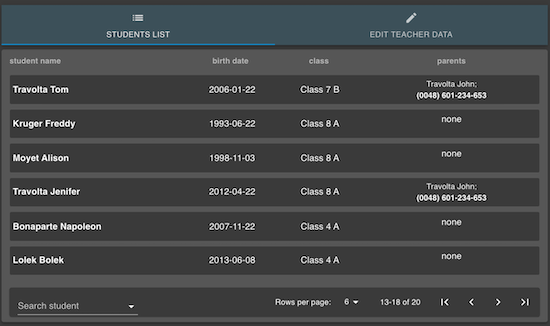 STUDENTS LIST EDIT TEACHER DATA
student name birth date class parents
Travolta Tom 2006-01-22 Class 7 B Travolta John;
(0048) 601-234-653
Kruger Freddy 1993-06-22 Class 8 A none
Moyet Alison 1998-11-03 Class 8 A none
Travolta Jenifer 2012-04-22 Class 8 A Travolta John;
(0048) 601-234-653
Bonaparte Napoleon 2007-11-22 Class 4 A none
Lolek Bolek 2013-06-08 Class 4 A none
Search student Rows per page: 6 13-18 of 20